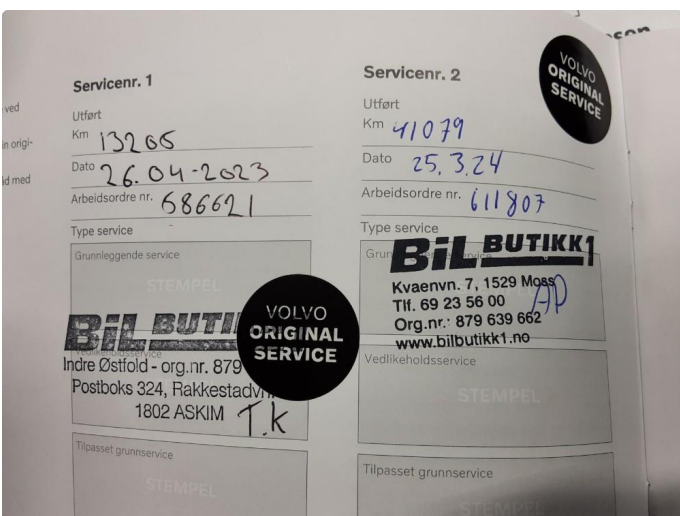 ved
in origi-
id med
Servicenr. 1
Utført
Km 13206
Dato 26.04-2023
Arbeidsordre nr. 686621
Type service
Grunnleggende service
STEMPEL
BiL BUTI
Indre Østfold - org.nr. 879
Postboks 324, Rakkestadv
1802 ASKIM T.K
VOLVO
ORIGINAL
SERVICE
Tilpasset grunnservice
STEMPEL
Servicenr. 2
Utført
Km 41079
Dato 25.3.24
Arbeidsordre nr. 611807
Type service
BiL BUTIKK1
Kvaenvn. 7, 1529 Moss
Tlf. 69 23 56 00 AP
Org.nr.: 879 639 662
www.bilbutikk1.no
Vedlikeholdsservice
STEMPEL
Tilpasset grunnservice
STEMPEL
VOLVO
ORIGINAL
SERVICE